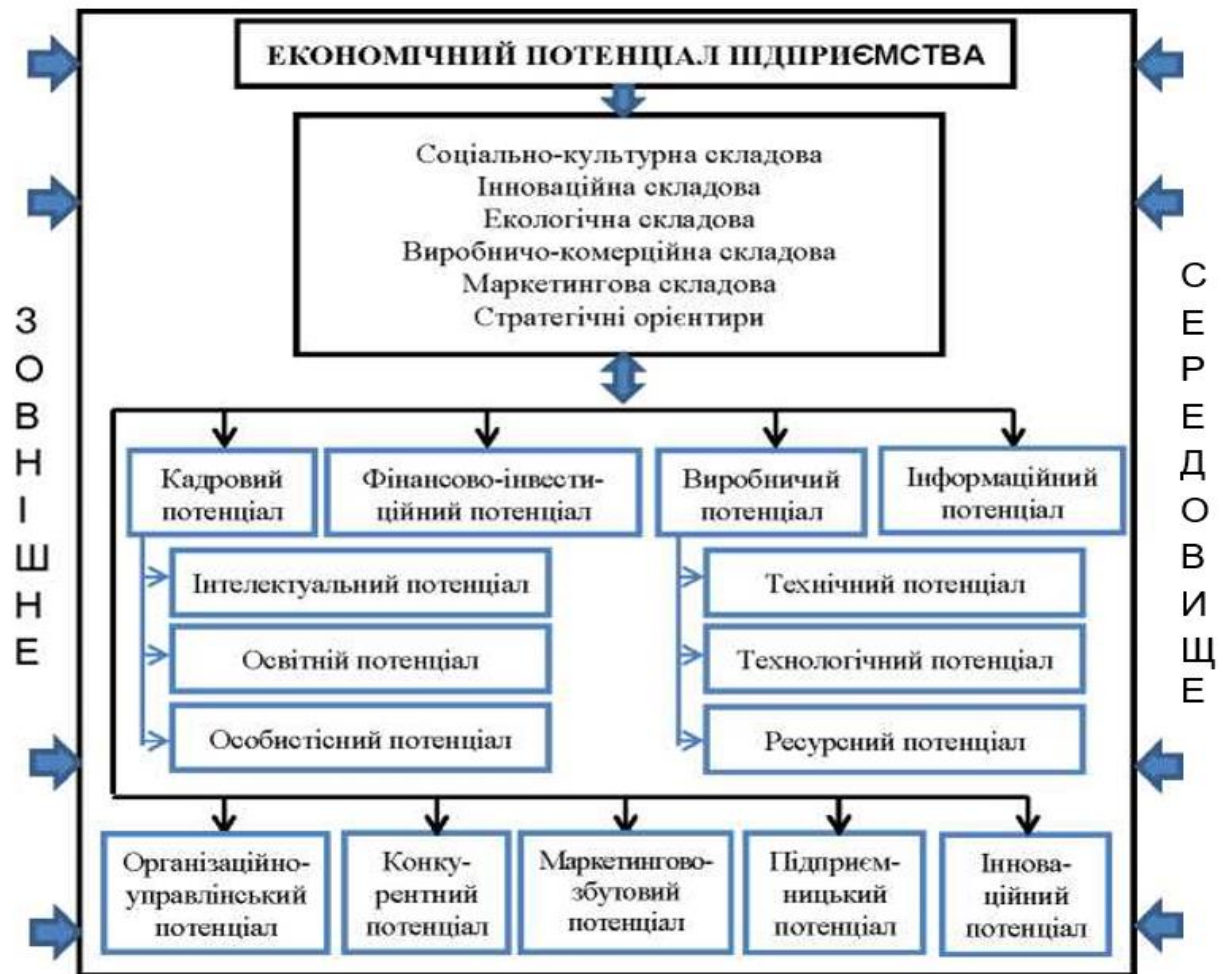 ЕКОНОМІЧНИЙ ПОТЕНЦІАЛ ПІДПРИЄМСТВА
Соціально-культурна складова
Інноваційна складова
Екологічна складова
Виробничо-комерційна складова
Маркетингова складова
Стратегічні орієнтири
ЗОВНІШНЕ
СЕРЕДОВИЩЕ
Кадровий
потенціал
Фінансово-інвести-
ційний потенціал
Виробничий
потенціал
Інформаційний
потенціал
Інтелектуальний потенціал
Освітній потенціал
Особистісний потенціал
Технічний потенціал
Технологічний потенціал
Ресурсний потенціал
Організаційно-
управлінський
потенціал
Конку-
рентний
потенціал
Маркетингово-
збутовий
потенціал
Підприєм-
ницький
потенціал
Іннова-
ційний
потенціал